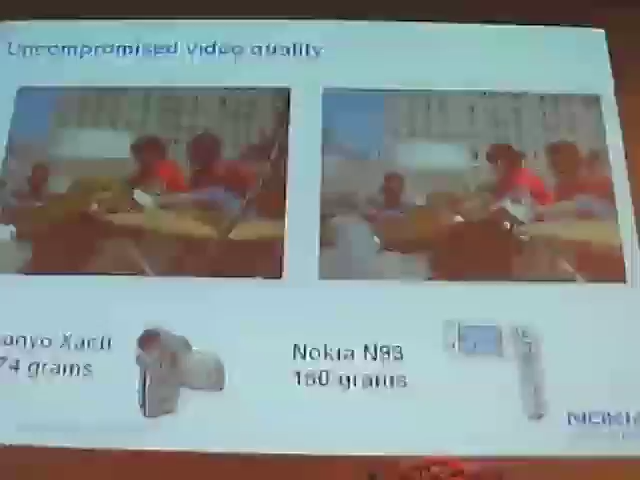 Uncompromised video quality
anyo Xacti
74 grams
Nokia N93
180 grams
NOKIA